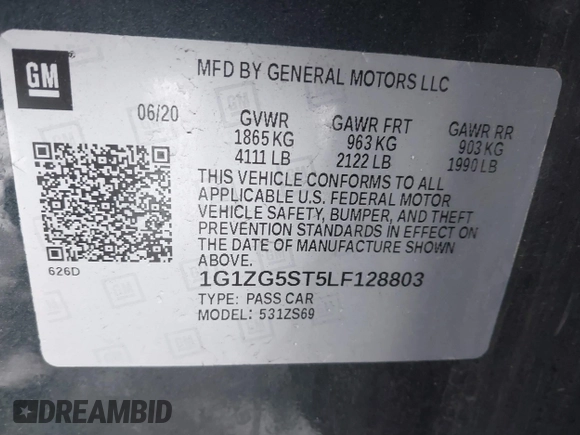 GM
MFD BY GENERAL MOTORS LLC
06/20
GVWR GAWR FRT GAWR RR
1865 KG 963 KG 903 KG
4111 LB 2122 LB 1990 LB
THIS VEHICLE CONFORMS TO ALL
APPLICABLE U.S. FEDERAL MOTOR
VEHICLE SAFETY, BUMPER, AND THEFT
PREVENTION STANDARDS IN EFFECT ON
THE DATE OF MANUFACTURE SHOWN
ABOVE.
626D
1G1ZG5ST5LF128803
TYPE: PASS CAR
MODEL: 531ZS69
DREAMBID